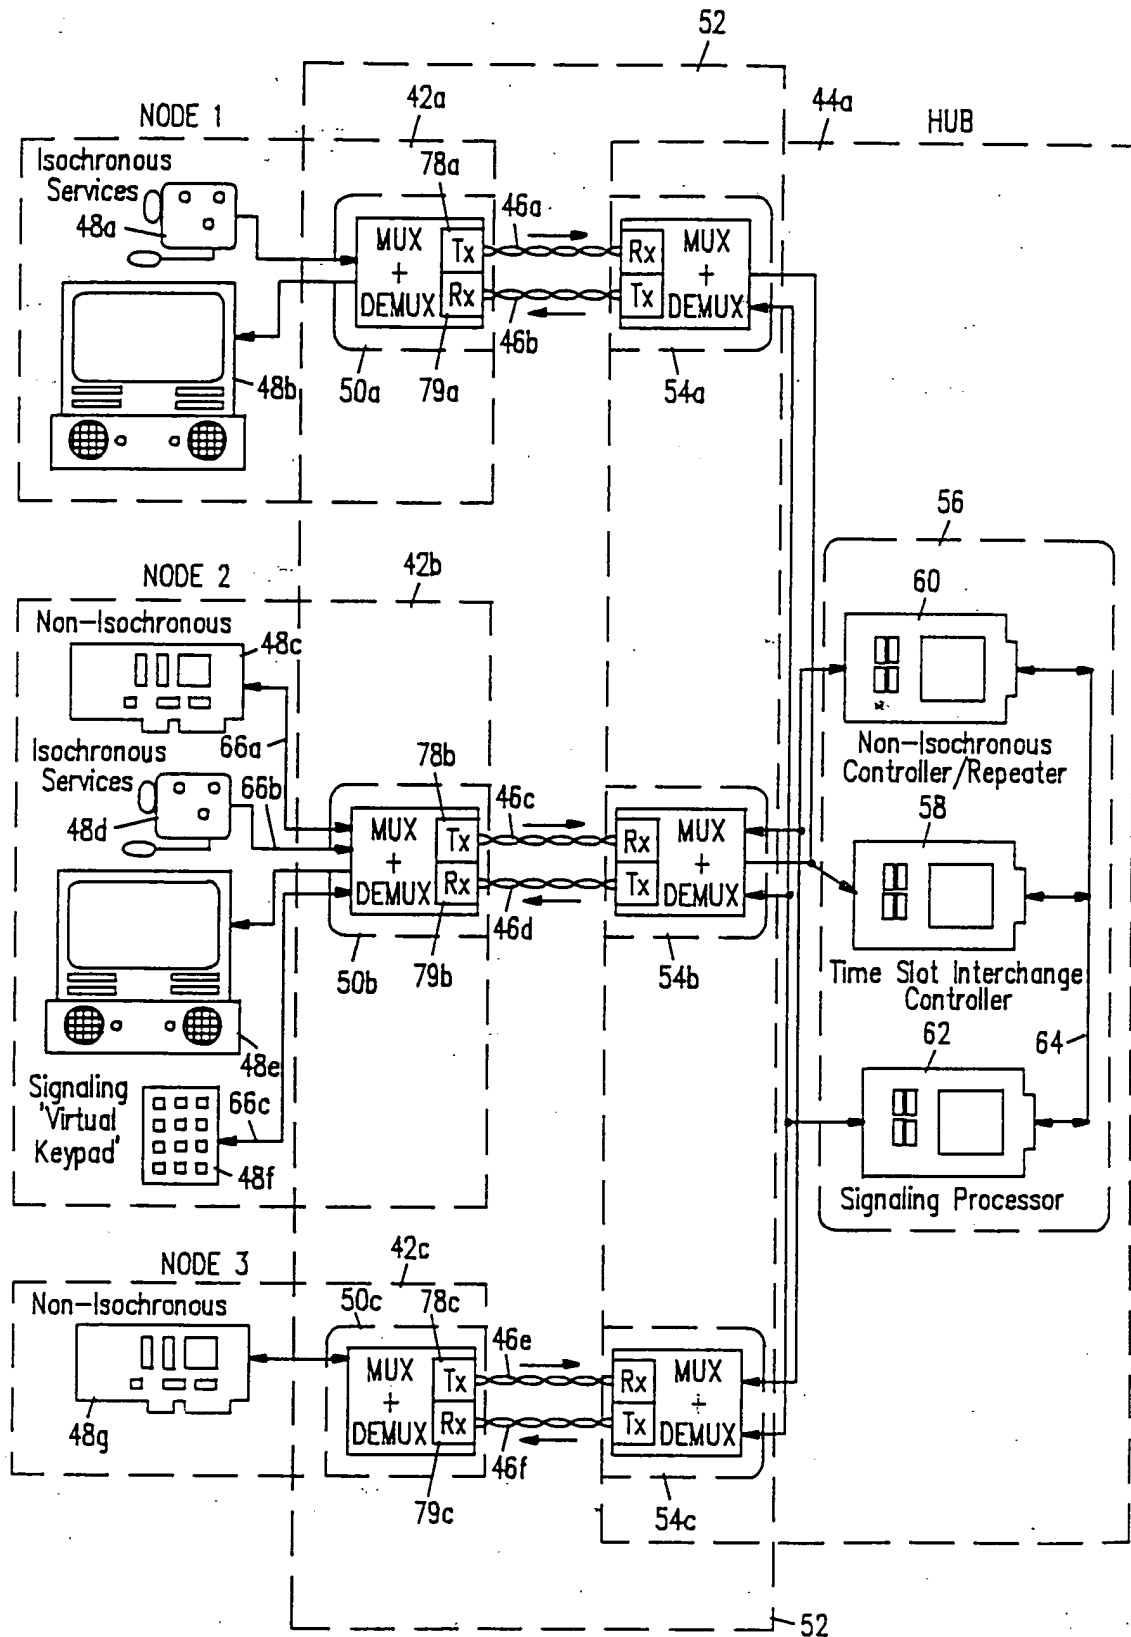 52
44a
HUB
NODE 1
42a
Isochronous
Services
48a
78a
46a
MUX
+
DEMUX
Tx
Rx
Rx
Tx
MUX
+
DEMUX
46b
48b
50a
79a
54a
56
NODE 2
42b
Non-Isochronous
48c
60
66a
Isochronous
Services
66b
48d
78b
46c
Non-Isochronous
Controller/Repeater
58
MUX
+
DEMUX
Tx
Rx
Rx
Tx
MUX
+
DEMUX
46d
50b
79b
54b
Time Slot Interchange
Controller
48e
62
64
Signaling
'Virtual
Keypad'
66c
48f
Signaling Processor
NODE 3
42c
Non-Isochronous
50c
78c
46e
MUX
+
DEMUX
Tx
Rx
Rx
Tx
MUX
+
DEMUX
48g
46f
79c
54c
52